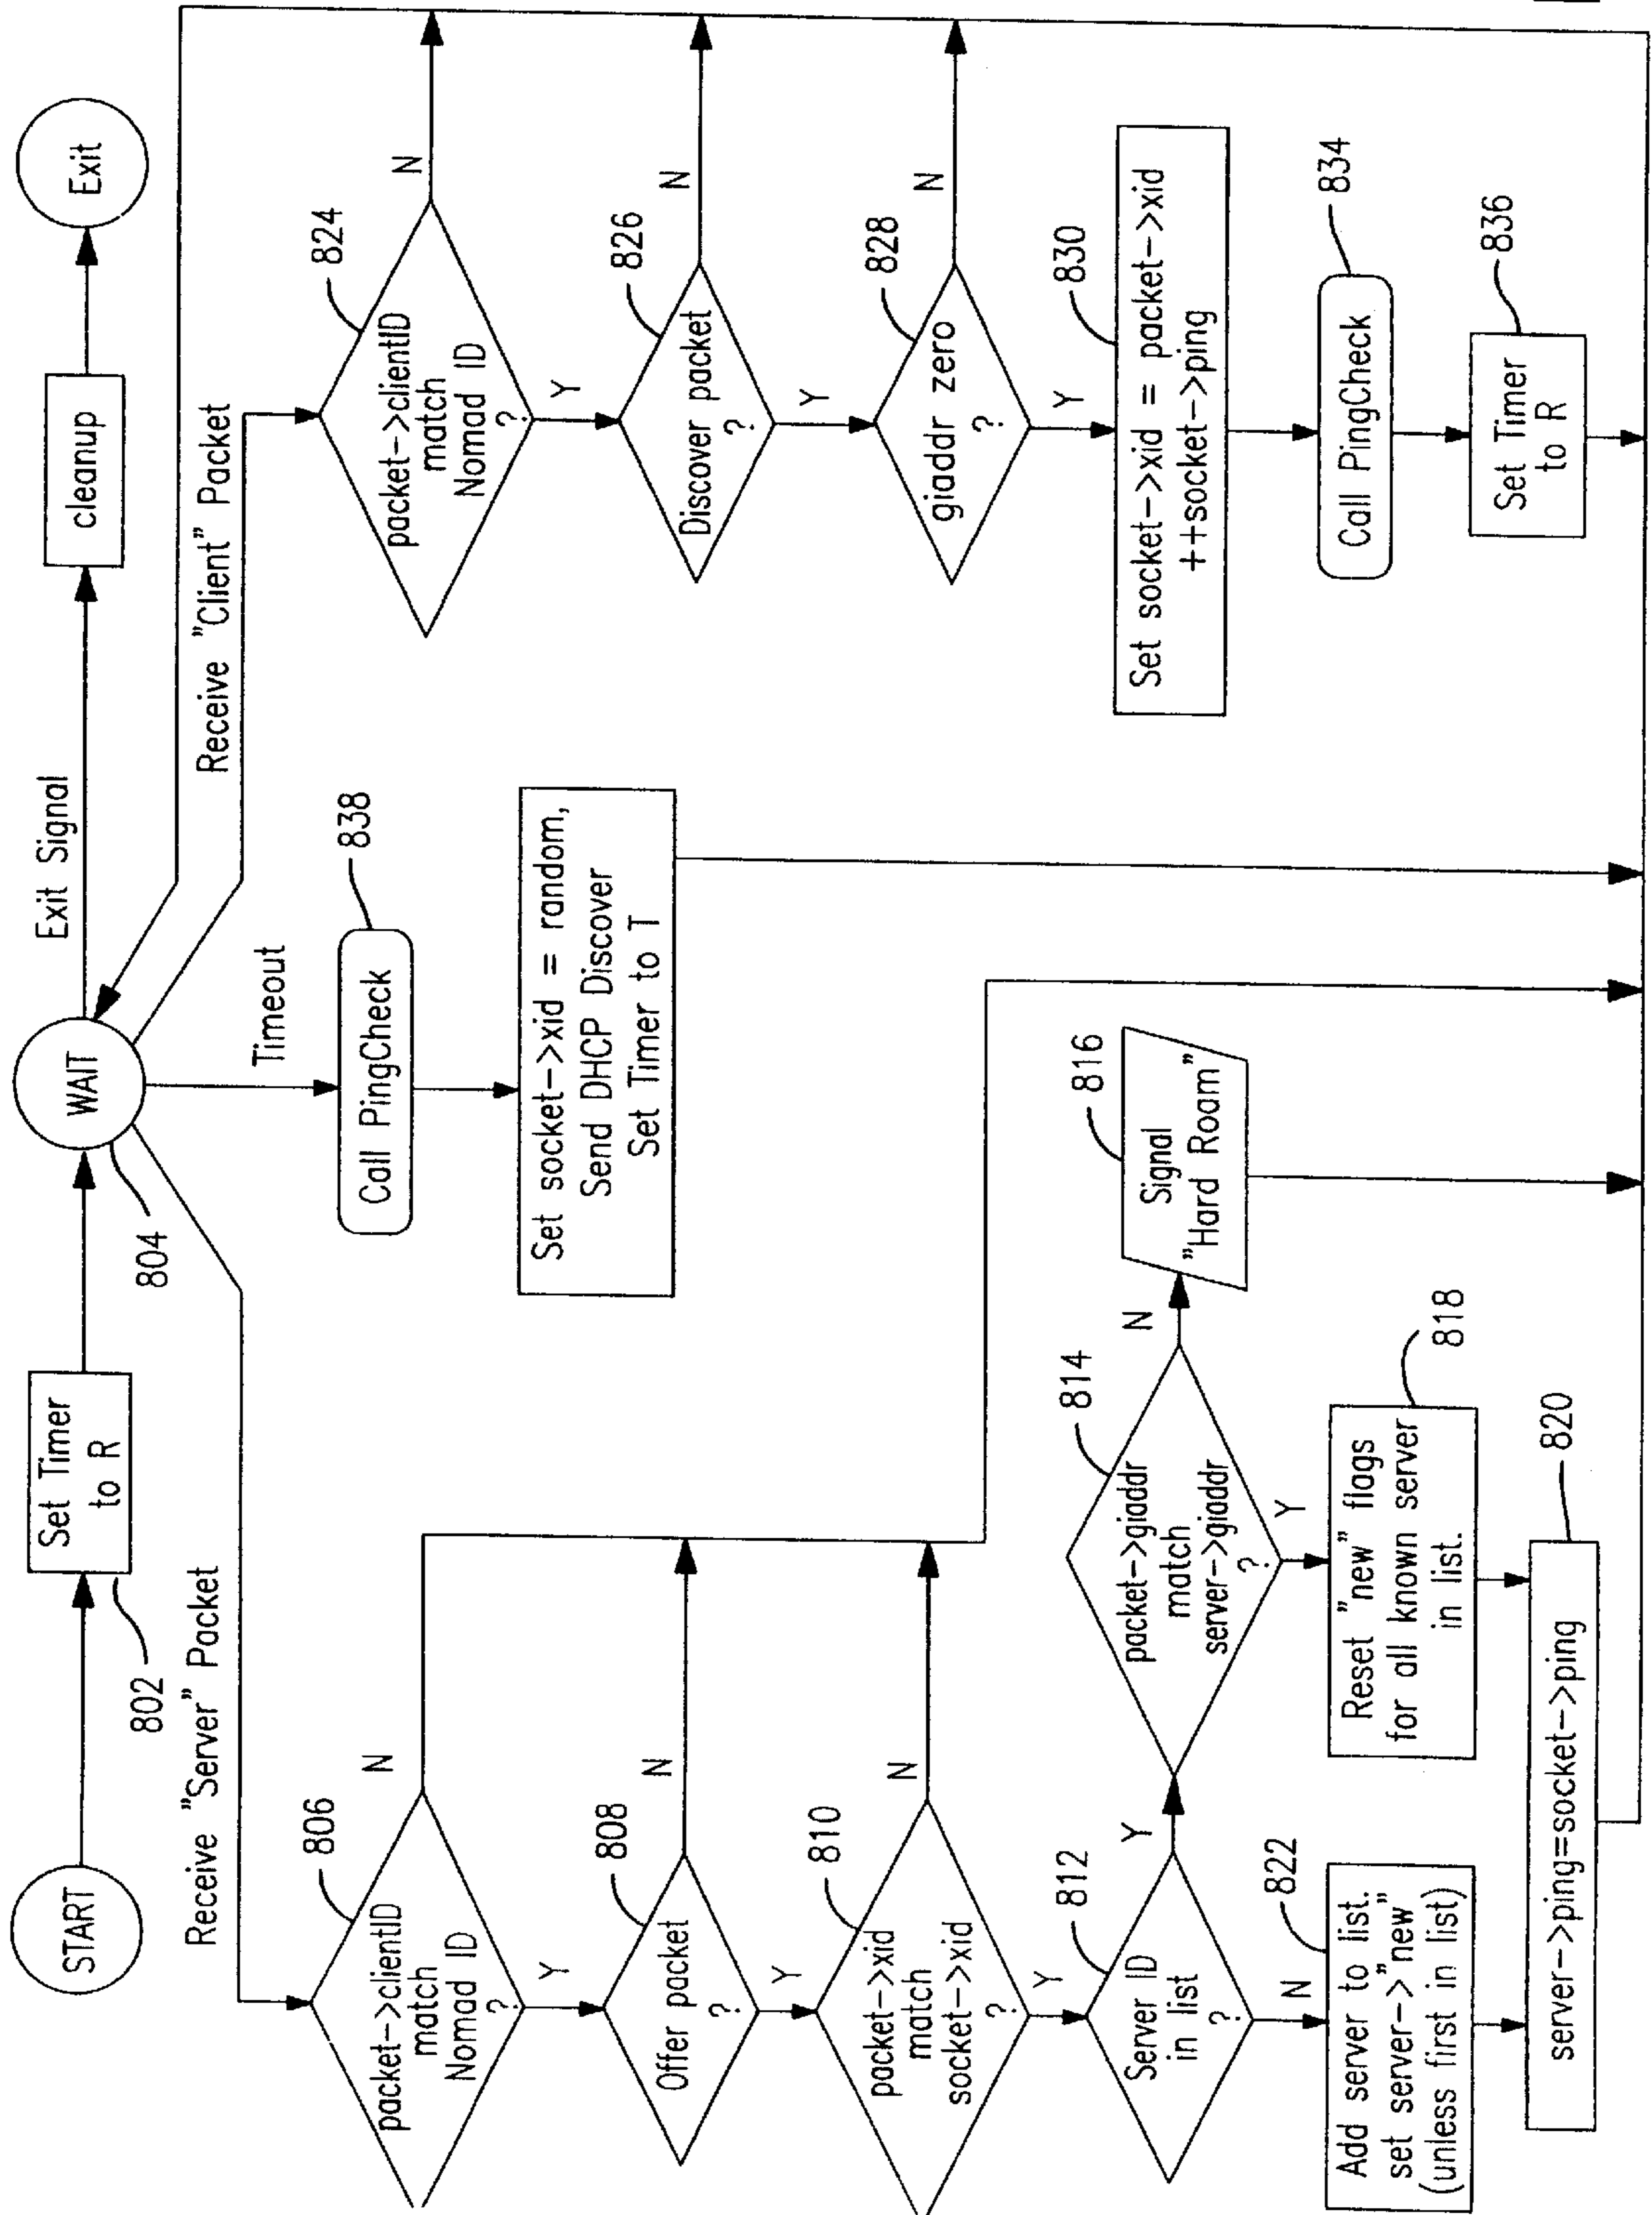 START
Set Timer
to R
802
WAIT
804
Exit Signal
cleanup
Exit
Receive "Server" Packet
Timeout
Receive "Client" Packet
packet->clientID
match
Nomad ID
?
806
N
Y
Offer packet
?
808
N
Y
packet->xid
match
socket->xid
?
810
N
Y
Server ID
in list
?
812
Y
N
packet->giaddr
match
server->giaddr
?
814
N
Y
Signal
"Hard Roam"
816
Add server to list.
set server->"new"
(unless first in list)
822
Reset "new" flags
for all known server
in list.
818
server->ping=socket->ping
820
Call PingCheck
838
Set socket->xid = random,
Send DHCP Discover
Set Timer to T
packet->clientID
match
Nomad ID
?
824
N
Y
Discover packet
?
826
N
Y
giaddr zero
?
828
N
Y
Set socket->xid = packet->xid
++socket->ping
830
Call PingCheck
834
Set Timer
to R
836